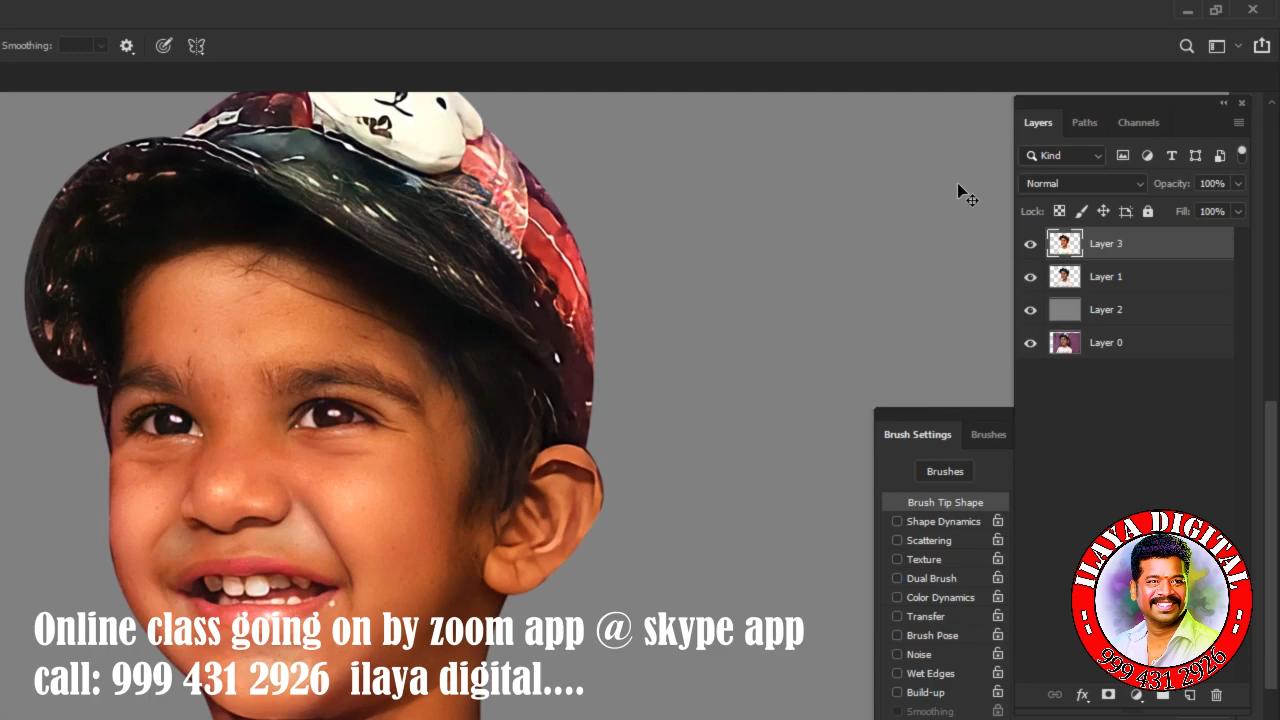 Smoothing:
Layers
Paths
Channels
Kind
Normal
Opacity: 100%
Lock:
Fill: 100%
Layer 3
Layer 1
Layer 2
Layer 0
Brush Settings
Brushes
Brushes
Brush Tip Shape
Shape Dynamics
Scattering
Texture
Dual Brush
Color Dynamics
Transfer
Brush Pose
Noise
Wet Edges
Build-up
Smoothing
fx
ILAYA DIGITAL
999 431 2926
Online class going on by zoom app @ skype app
call: 999 431 2926 ilaya digital....